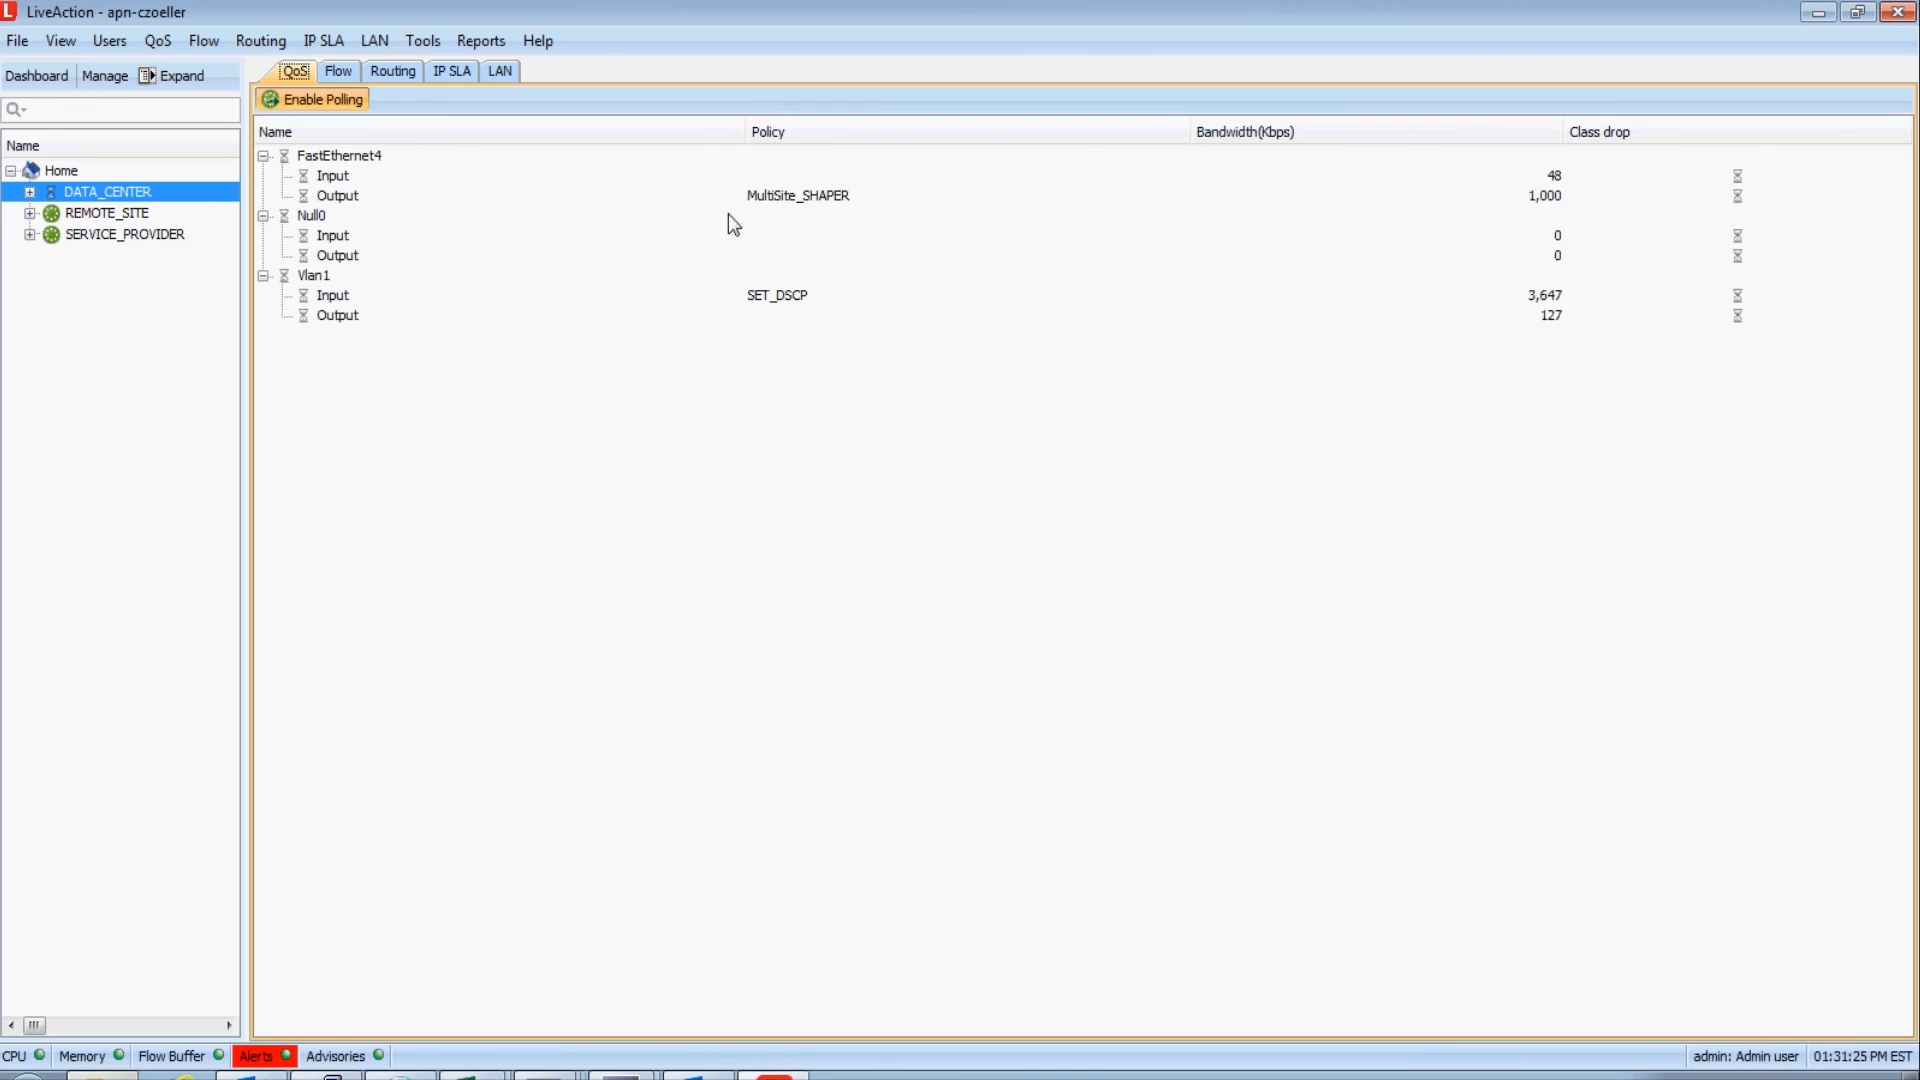 LiveAction - apn-czoeller
File View Users QoS Flow Routing IP SLA LAN Tools Reports Help
Dashboard Manage Expand
QoS Flow Routing IP SLA LAN
Enable Polling
Name
Home
DATA_CENTER
REMOTE_SITE
SERVICE_PROVIDER
Name Policy Bandwidth(Kbps) Class drop
FastEthernet4
Input 48
Output MultiSite_SHAPER 1,000
Null0
Input 0
Output 0
Vlan1
Input SET_DSCP 3,647
Output 127
CPU Memory Flow Buffer Alerts Advisories admin: Admin user 01:31:25 PM EST